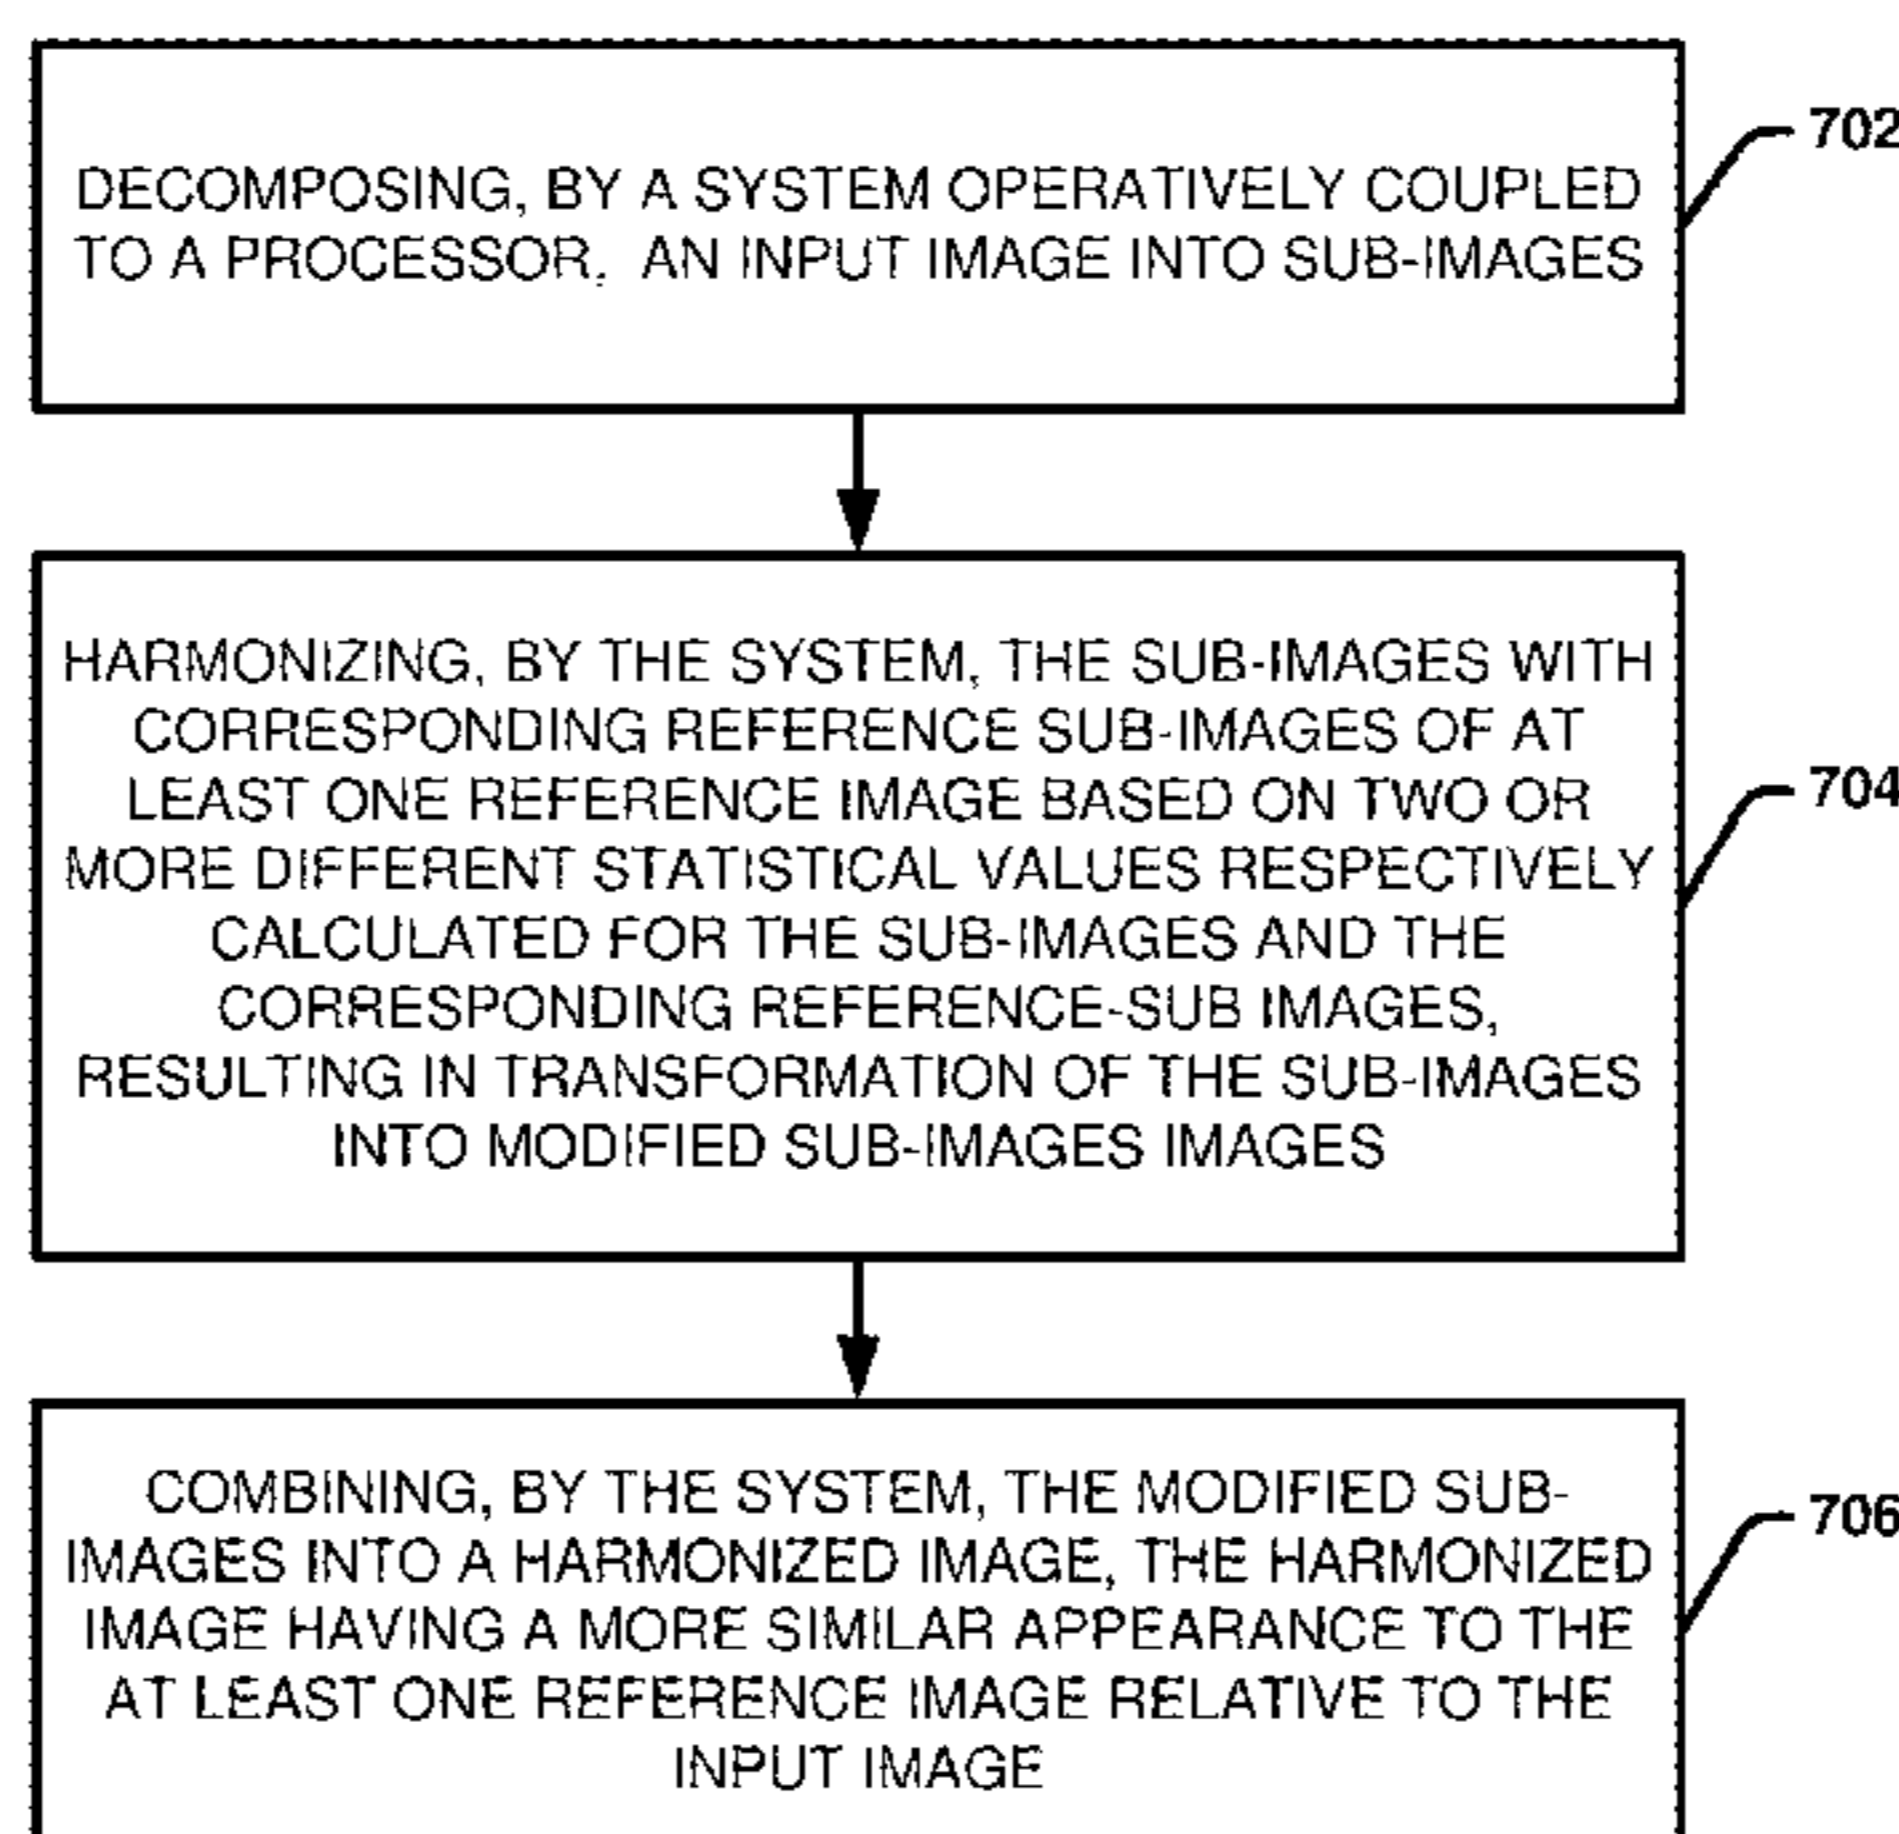 DECOMPOSING, BY A SYSTEM OPERATIVELY COUPLED
TO A PROCESSOR, AN INPUT IMAGE INTO SUB-IMAGES
702
HARMONIZING, BY THE SYSTEM, THE SUB-IMAGES WITH
CORRESPONDING REFERENCE SUB-IMAGES OF AT
LEAST ONE REFERENCE IMAGE BASED ON TWO OR
MORE DIFFERENT STATISTICAL VALUES RESPECTIVELY
CALCULATED FOR THE SUB-IMAGES AND THE
CORRESPONDING REFERENCE-SUB IMAGES,
RESULTING IN TRANSFORMATION OF THE SUB-IMAGES
INTO MODIFIED SUB-IMAGES IMAGES
704
COMBINING, BY THE SYSTEM, THE MODIFIED SUB-
IMAGES INTO A HARMONIZED IMAGE, THE HARMONIZED
IMAGE HAVING A MORE SIMILAR APPEARANCE TO THE
AT LEAST ONE REFERENCE IMAGE RELATIVE TO THE
INPUT IMAGE
706